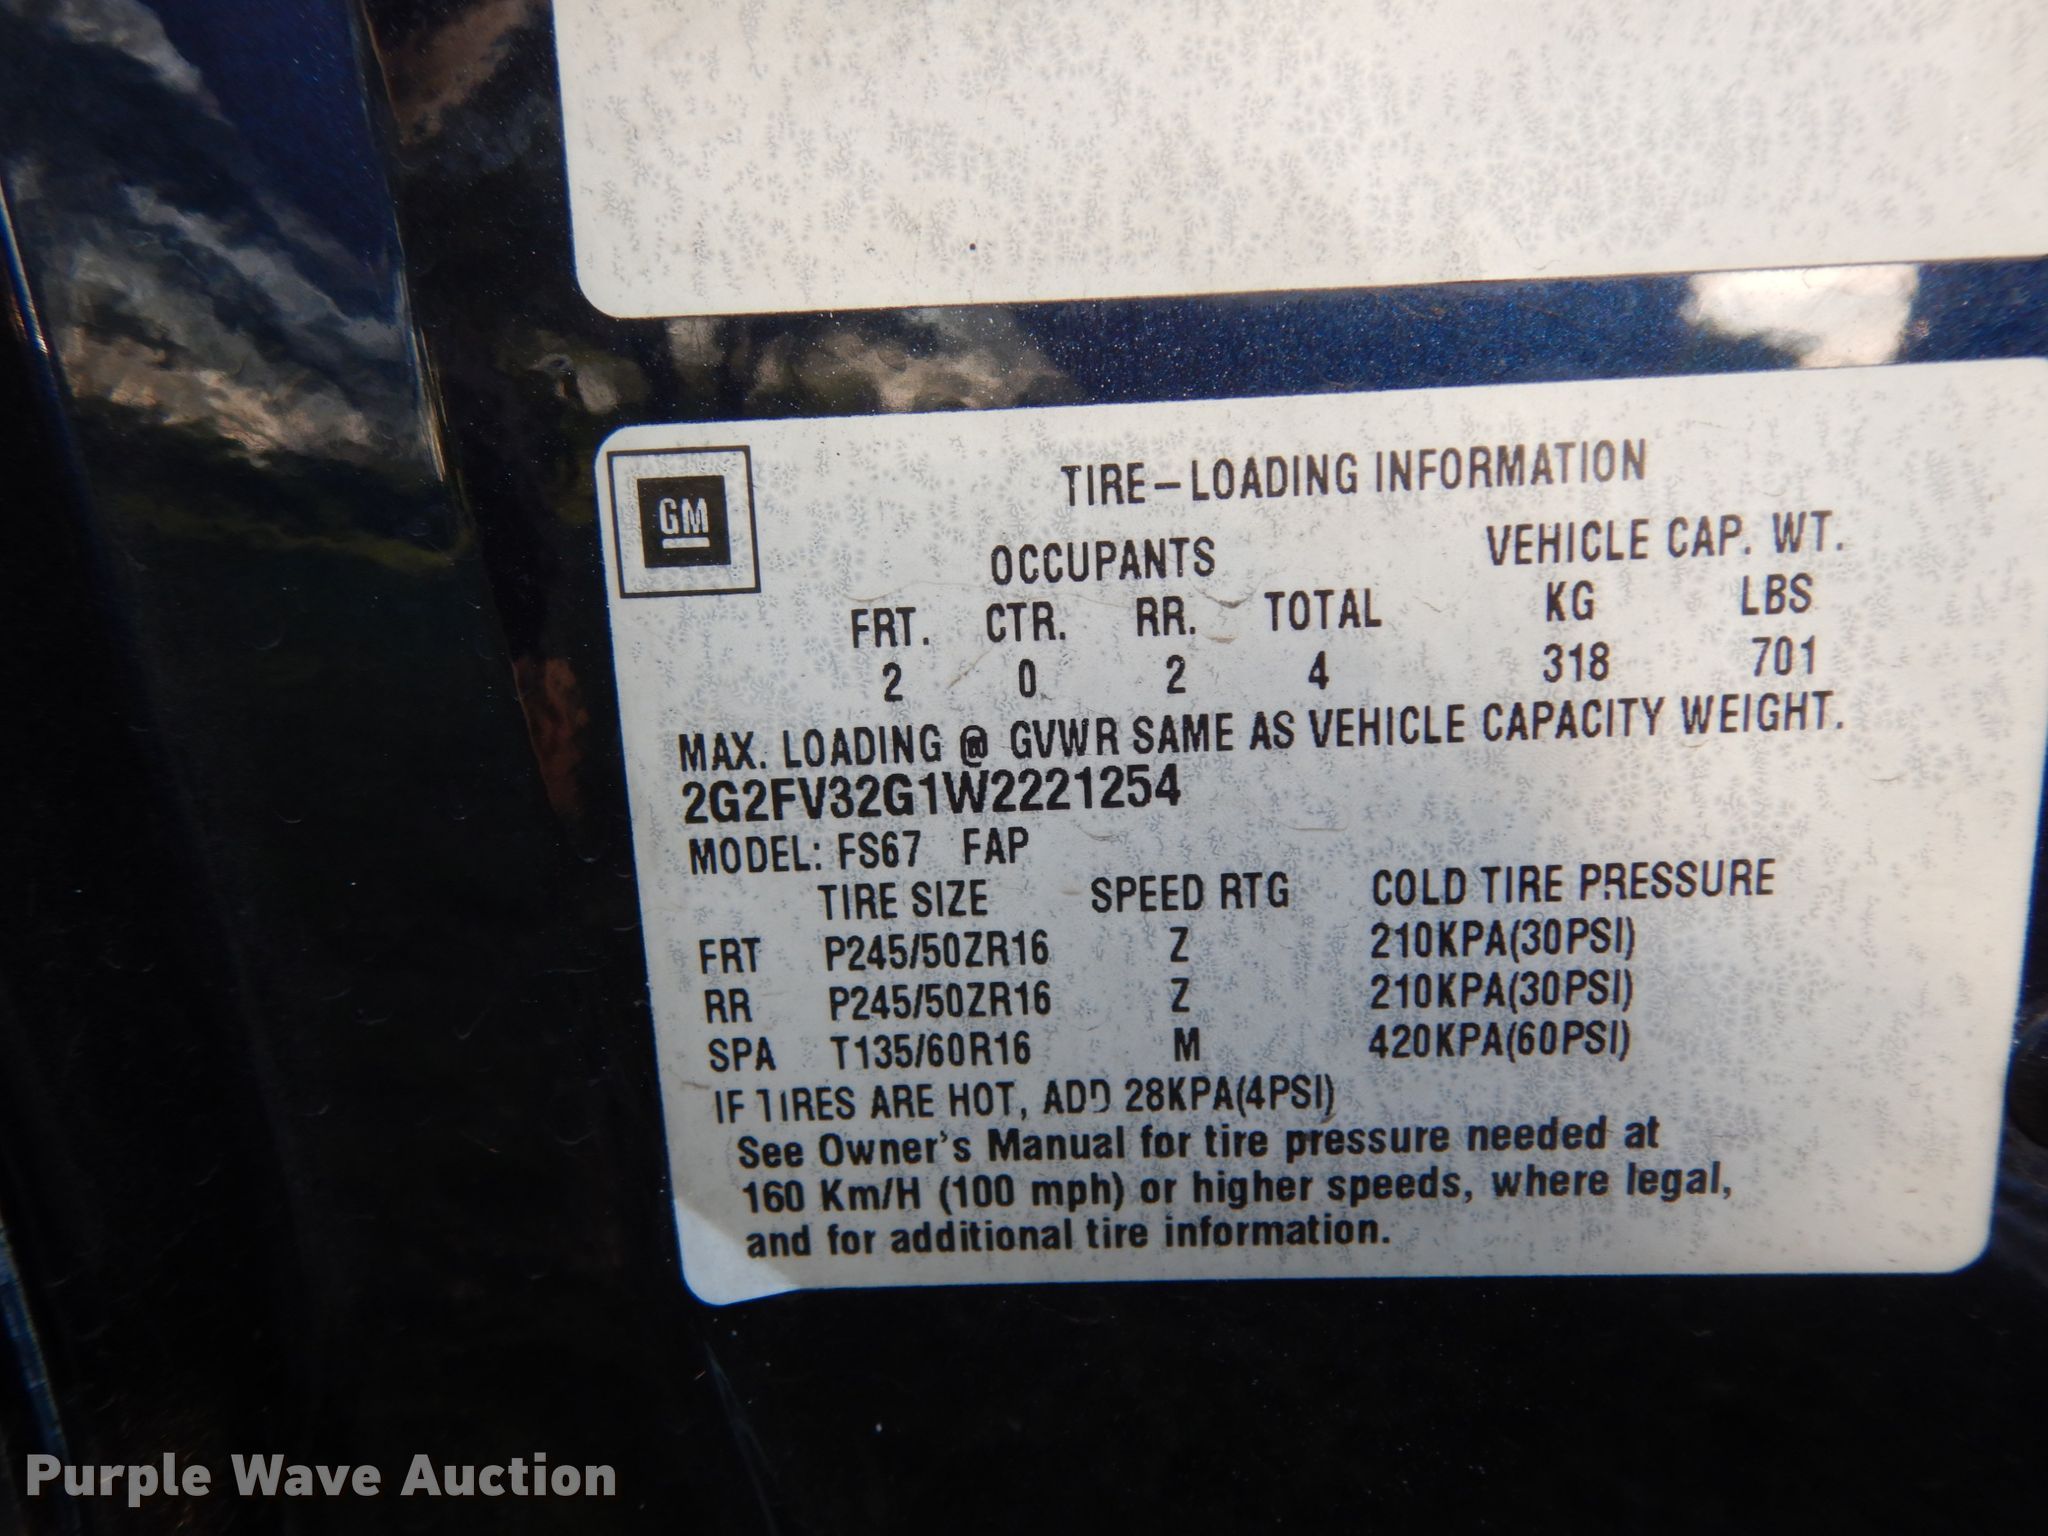 GM
TIRE-LOADING INFORMATION
OCCUPANTS VEHICLE CAP. WT.
FRT. CTR. RR. TOTAL KG LBS
2 0 2 4 318 701
MAX. LOADING @ GVWR SAME AS VEHICLE CAPACITY WEIGHT.
2G2FV32G1W2221254
MODEL: FS67 FAP
TIRE SIZE SPEED RTG COLD TIRE PRESSURE
FRT P245/50ZR16 Z 210KPA(30PSI)
RR P245/50ZR16 Z 210KPA(30PSI)
SPA T135/60R16 M 420KPA(60PSI)
IF TIRES ARE HOT, ADD 28KPA(4PSI)
See Owner's Manual for tire pressure needed at
160 Km/H (100 mph) or higher speeds, where legal,
and for additional tire information.
Purple Wave Auction